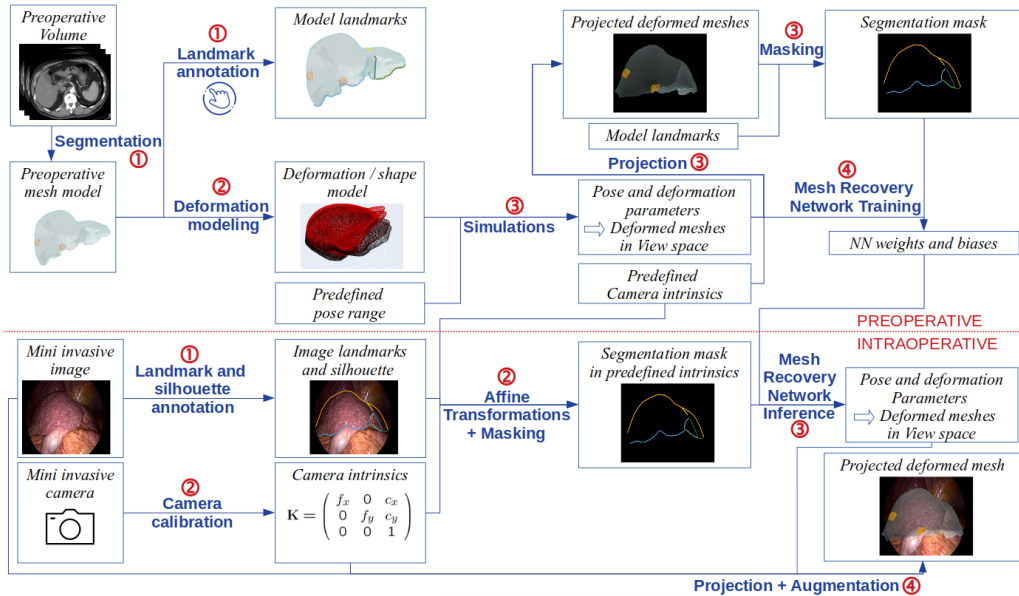 Preoperative
Volume
Segmentation
①
Preoperative
mesh model
①
Landmark
annotation
Model landmarks
②
Deformation
modeling
Deformation / shape
model
Predefined
pose range
③
Simulations
Projected deformed meshes
Model landmarks
③
Masking
Segmentation mask
Projection ③
Pose and deformation
parameters
Deformed meshes
in View space
Predefined
Camera intrinsics
④
Mesh Recovery
Network Training
NN weights and biases
PREOPERATIVE
INTRAOPERATIVE
Mini invasive
image
①
Landmark and
silhouette
annotation
Image landmarks
and silhouette
②
Affine
Transformations
+ Masking
Segmentation mask
in predefined intrinsics
Mesh
Recovery
Network
Inference
③
Pose and deformation
Parameters
Deformed meshes
in View space
Mini invasive
camera
②
Camera
calibration
Camera intrinsics
K = ( f_x 0 c_x
0 f_y c_y
0 0 1 )
Projected deformed mesh
Projection + Augmentation ④